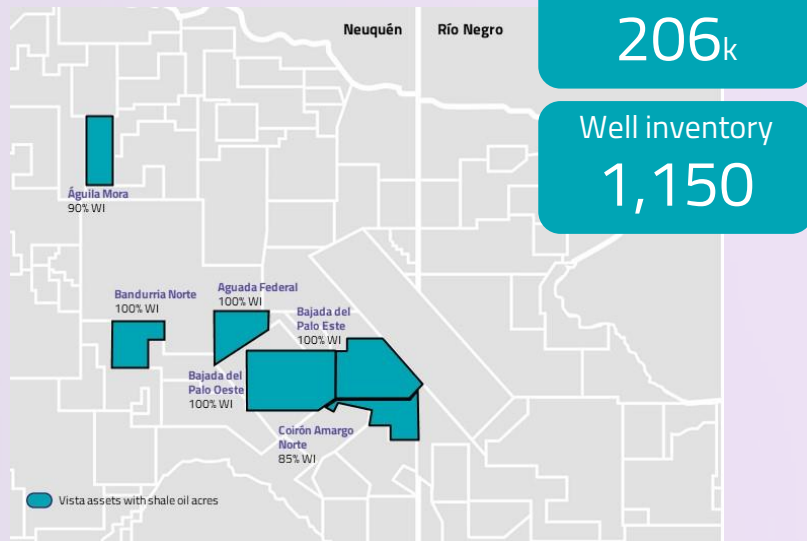 Neuquén
Río Negro
206k
Well inventory
1,150
Águila Mora
90% WI
Bandurria Norte
100% WI
Aguada Federal
100% WI
Bajada del
Palo Este
100% WI
Bajada del
Palo Oeste
100% WI
Coirón Amargo
Norte
85% WI
Vista assets with shale oil acres